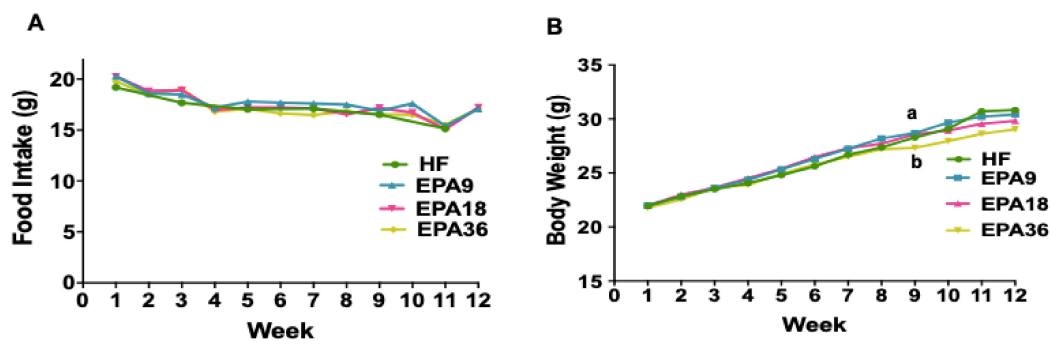 A
Food Intake (g)
20
15
10
5
0
HF
EPA9
EPA18
EPA36
0 1 2 3 4 5 6 7 8 9 10 11 12
Week
B
Body Weight (g)
35
30
25
20
15
a
b
HF
EPA9
EPA18
EPA36
0 1 2 3 4 5 6 7 8 9 10 11 12
Week